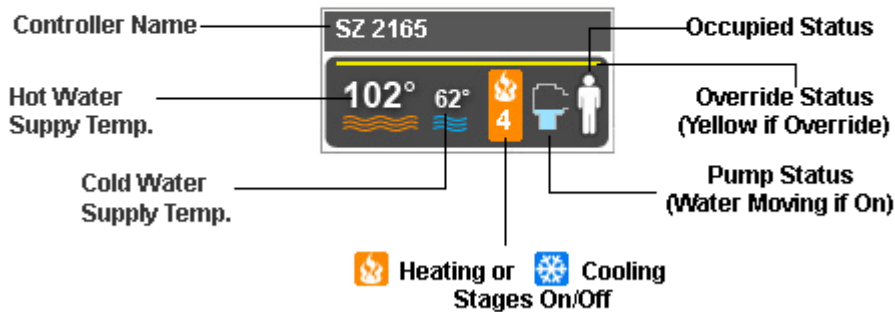 Controller Name
SZ 2165
Occupied Status
102°
62°
4
Hot Water
Suppy Temp.
Override Status
(Yellow if Override)
Cold Water
Supply Temp.
Pump Status
(Water Moving if On)
Heating or Cooling
Stages On/Off